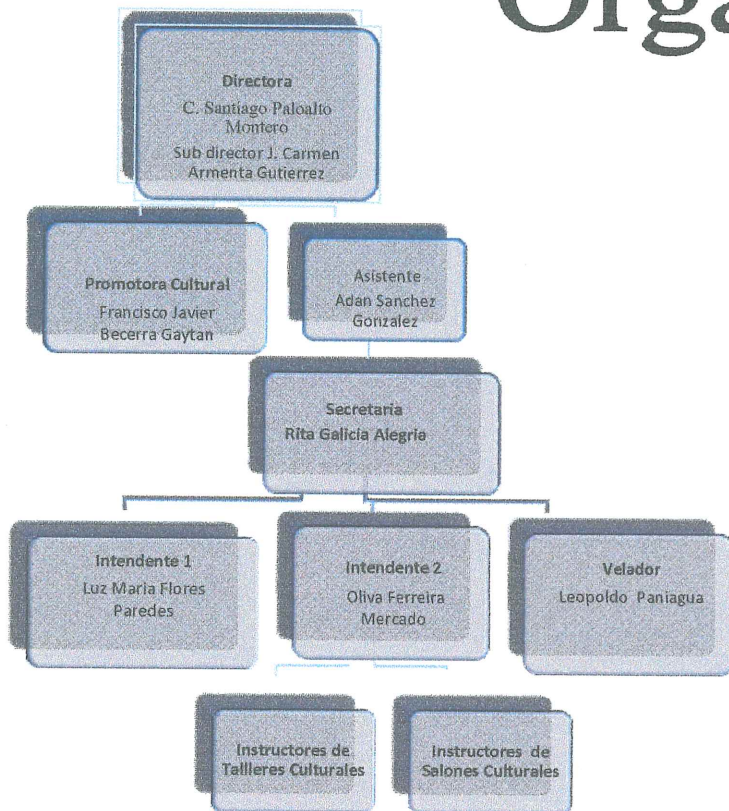 Orga
Directora
C. Santiago Paloalto
Montero
Sub director J. Carmen
Armenta Gutierrez
Promotora Cultural
Francisco Javier
Becerra Gaytan
Asistente
Adan Sanchez
Gonzalez
Secretaria
Rita Galicia Alegria
Intendente 1
Luz Maria Flores
Paredes
Intendente 2
Oliva Ferreira
Mercado
Velador
Leopoldo Paniagua
Instructores de
Tallleres Culturales
Instructores de
Salones Culturales